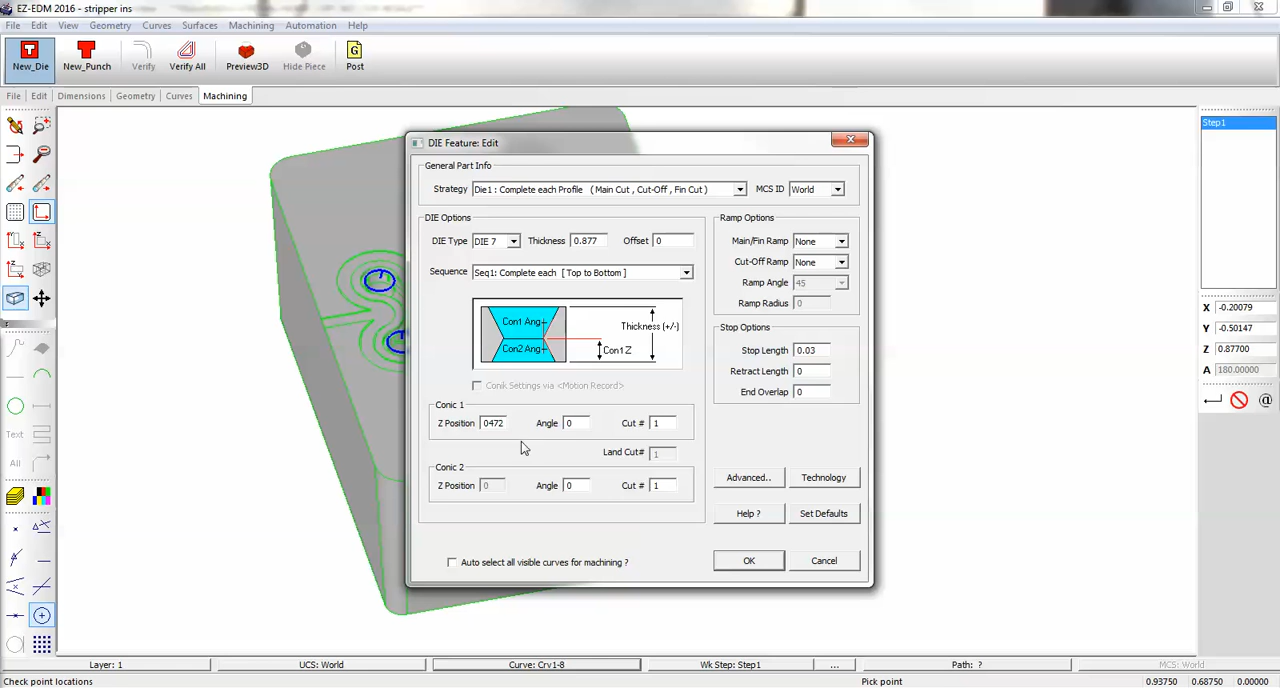 EZ-EDM 2016 - stripper ins
File Edit View Geometry Curves Surfaces Machining Automation Help
New_Die New_Punch Verify Verify All Preview3D Hide Piece Post
File Edit Dimensions Geometry Curves Machining
DIE Feature: Edit
General Part Info
Strategy Die1 : Complete each Profile ( Main Cut , Cut-Off , Fin Cut ) MCS ID World
DIE Options
DIE Type DIE 7 Thickness 0.877 Offset 0
Sequence Seq1: Complete each [ Top to Bottom ]
Con1 Ang+
Con2 Ang+
Thickness (+/-)
Con1 Z
Conik Settings via <Motion Record>
Conic 1
Z Position 0472 Angle 0 Cut # 1
Land Cut# 1
Conic 2
Z Position 0 Angle 0 Cut # 1
Auto select all visible curves for machining ?
Ramp Options
Main/Fin Ramp None
Cut-Off Ramp None
Ramp Angle 45
Ramp Radius 0
Stop Options
Stop Length 0.03
Retract Length 0
End Overlap 0
Advanced.. Technology
Help ? Set Defaults
OK Cancel
Step1
X -0.20079
Y -0.50147
Z 0.87700
A 180.00000
@
Text
All
Layer: 1 UCS: World Curve: Crv1-8 Wk Step: Step1 ... Path: ? MCS: World
Check point locations Pick point 0.93750 0.68750 0.00000